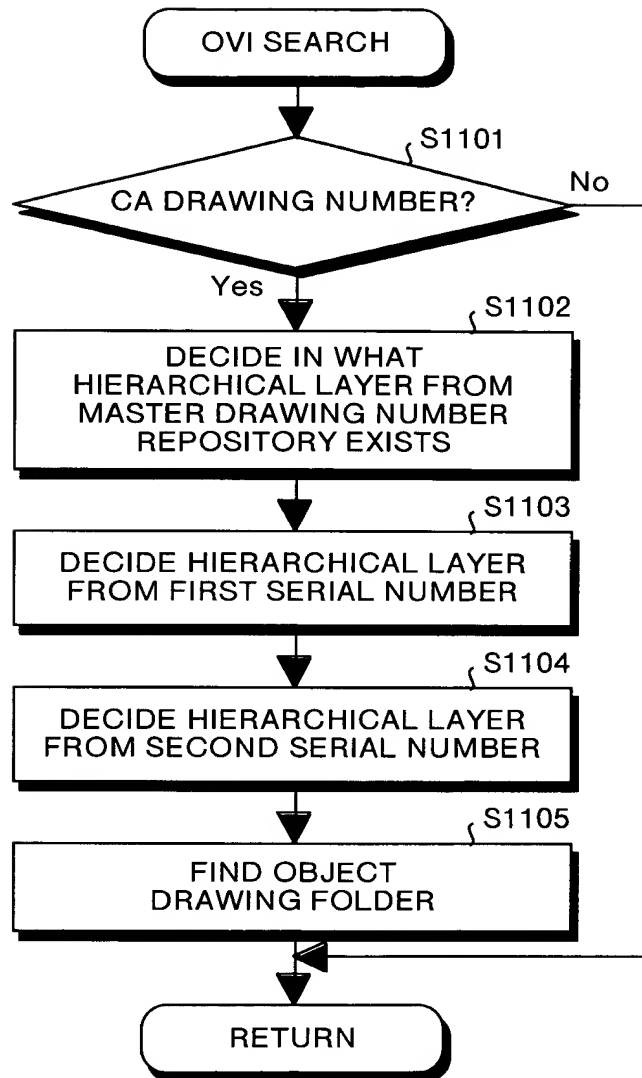 OVI SEARCH
S1101
CA DRAWING NUMBER?
No
Yes
S1102
DECIDE IN WHAT
HIERARCHICAL LAYER FROM
MASTER DRAWING NUMBER
REPOSITORY EXISTS
S1103
DECIDE HIERARCHICAL LAYER
FROM FIRST SERIAL NUMBER
S1104
DECIDE HIERARCHICAL LAYER
FROM SECOND SERIAL NUMBER
S1105
FIND OBJECT
DRAWING FOLDER
RETURN